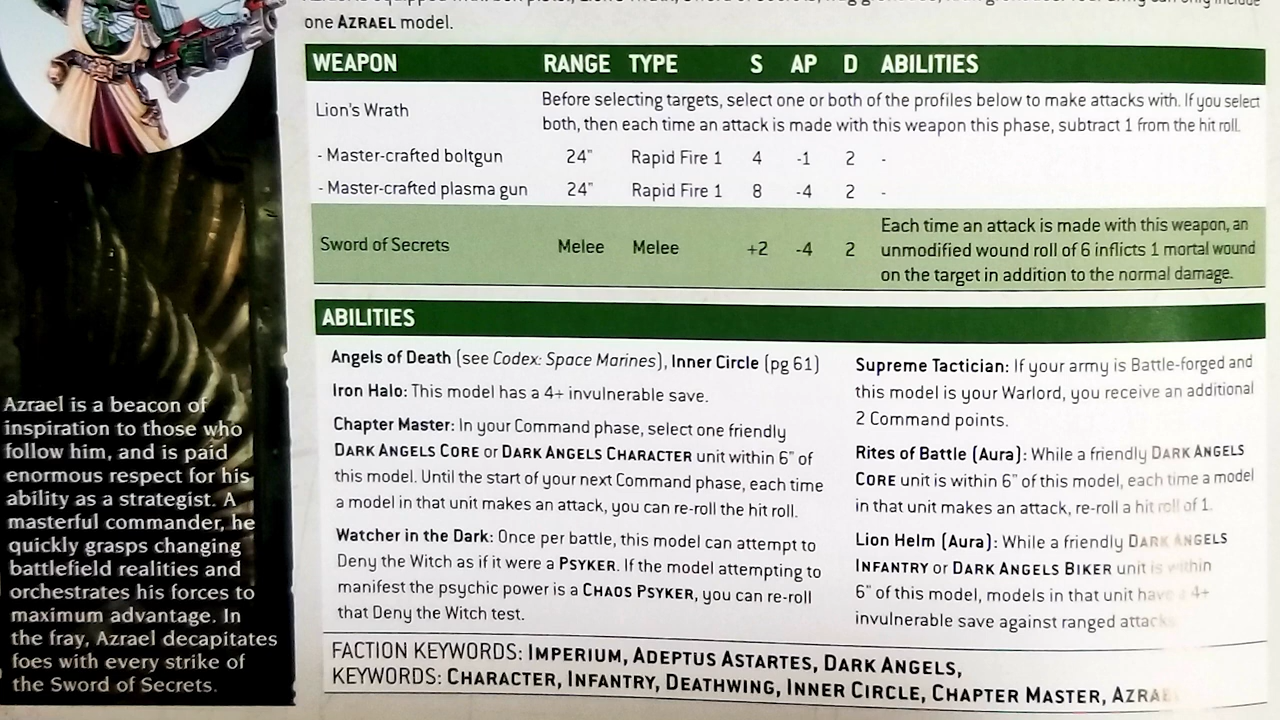 one AZRAEL model.
WEAPON RANGE TYPE S AP D ABILITIES
Lion's Wrath
Before selecting targets, select one or both of the profiles below to make attacks with. If you select
both, then each time an attack is made with this weapon this phase, subtract 1 from the hit roll.
- Master-crafted boltgun 24" Rapid Fire 1 4 -1 2 -
- Master-crafted plasma gun 24" Rapid Fire 1 8 -4 2 -
Sword of Secrets Melee Melee +2 -4 2
Each time an attack is made with this weapon, an
unmodified wound roll of 6 inflicts 1 mortal wound
on the target in addition to the normal damage.
ABILITIES
Angels of Death (see Codex: Space Marines), Inner Circle (pg 61)
Iron Halo: This model has a 4+ invulnerable save.
Chapter Master: In your Command phase, select one friendly
DARK ANGELS CORE or DARK ANGELS CHARACTER unit within 6" of
this model. Until the start of your next Command phase, each time
a model in that unit makes an attack, you can re-roll the hit roll.
Watcher in the Dark: Once per battle, this model can attempt to
Deny the Witch as if it were a PSYKER. If the model attempting to
manifest the psychic power is a CHAOS PSYKER, you can re-roll
that Deny the Witch test.
Supreme Tactician: If your army is Battle-forged and
this model is your Warlord, you receive an additional
2 Command points.
Rites of Battle (Aura): While a friendly DARK ANGELS
CORE unit is within 6" of this model, each time a model
in that unit makes an attack, re-roll a hit roll of 1.
Lion Helm (Aura): While a friendly DARK ANGELS
INFANTRY or DARK ANGELS BIKER unit is within
6" of this model, models in that unit have a 4+
invulnerable save against ranged attacks
FACTION KEYWORDS: IMPERIUM, ADEPTUS ASTARTES, DARK ANGELS,
KEYWORDS: CHARACTER, INFANTRY, DEATHWING, INNER CIRCLE, CHAPTER MASTER, AZRAE
Azrael is a beacon of
inspiration to those who
follow him, and is paid
enormous respect for his
ability as a strategist. A
masterful commander, he
quickly grasps changing
battlefield realities and
orchestrates his forces to
maximum advantage. In
the fray, Azrael decapitates
foes with every strike of
the Sword of Secrets.